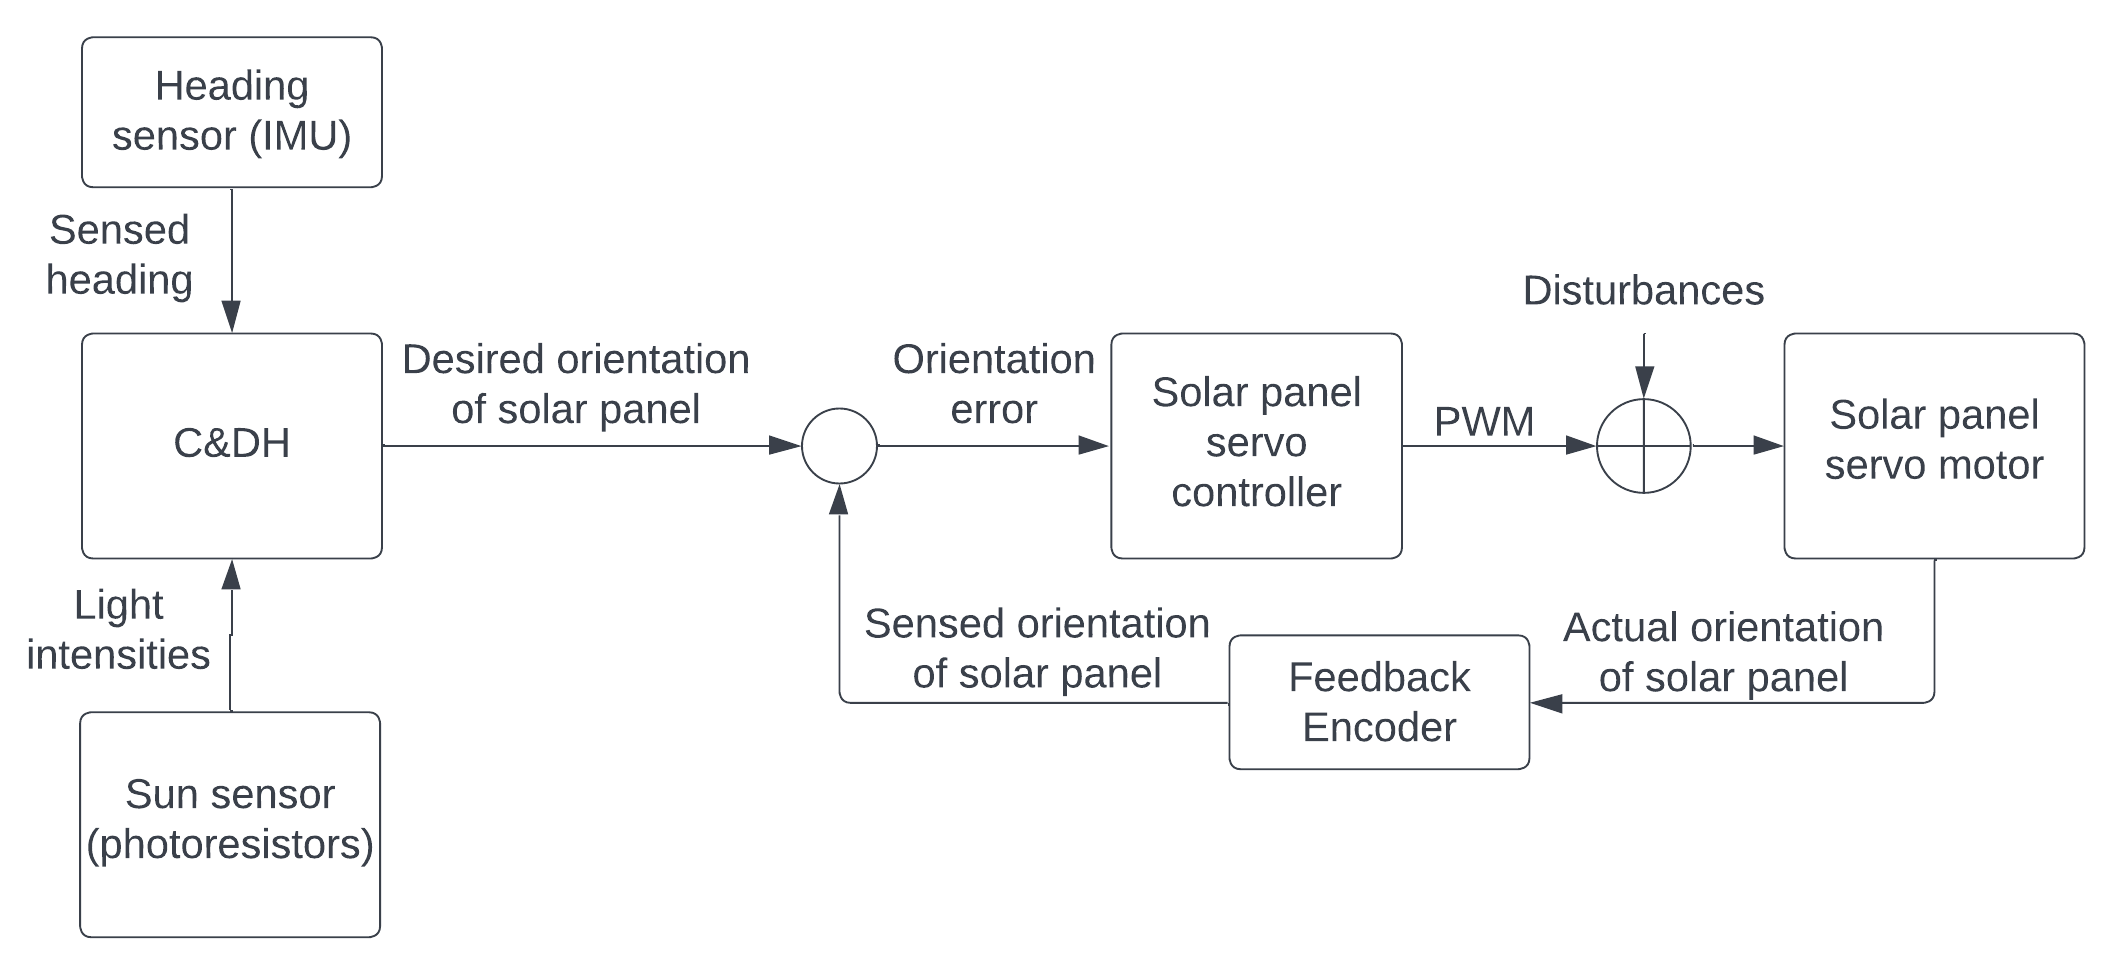 Heading
sensor (IMU)
Sensed
heading
C&DH
Light
intensities
Sun sensor
(photoresistors)
Desired orientation
of solar panel
Orientation
error
Solar panel
servo
controller
PWM
Disturbances
Solar panel
servo motor
Actual orientation
of solar panel
Feedback
Encoder
Sensed orientation
of solar panel